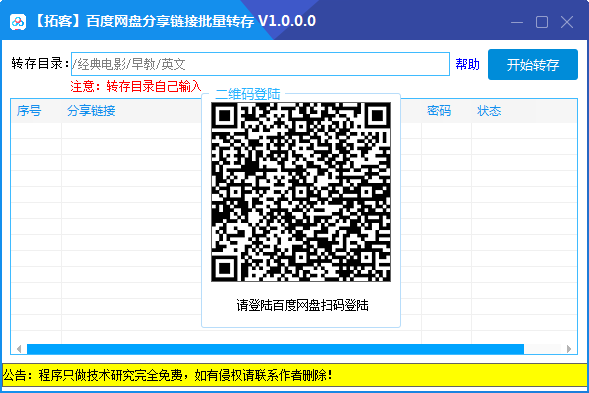 【拓客】百度网盘分享链接批量转存 V1.0.0.0
转存目录:/经典电影/早教/英文 帮助 开始转存
注意：转存目录自己输入
二维码登陆
序号 分享链接 密码 状态
请登陆百度网盘扫码登陆
公告：程序只做技术研究完全免费，如有侵权请联系作者删除！